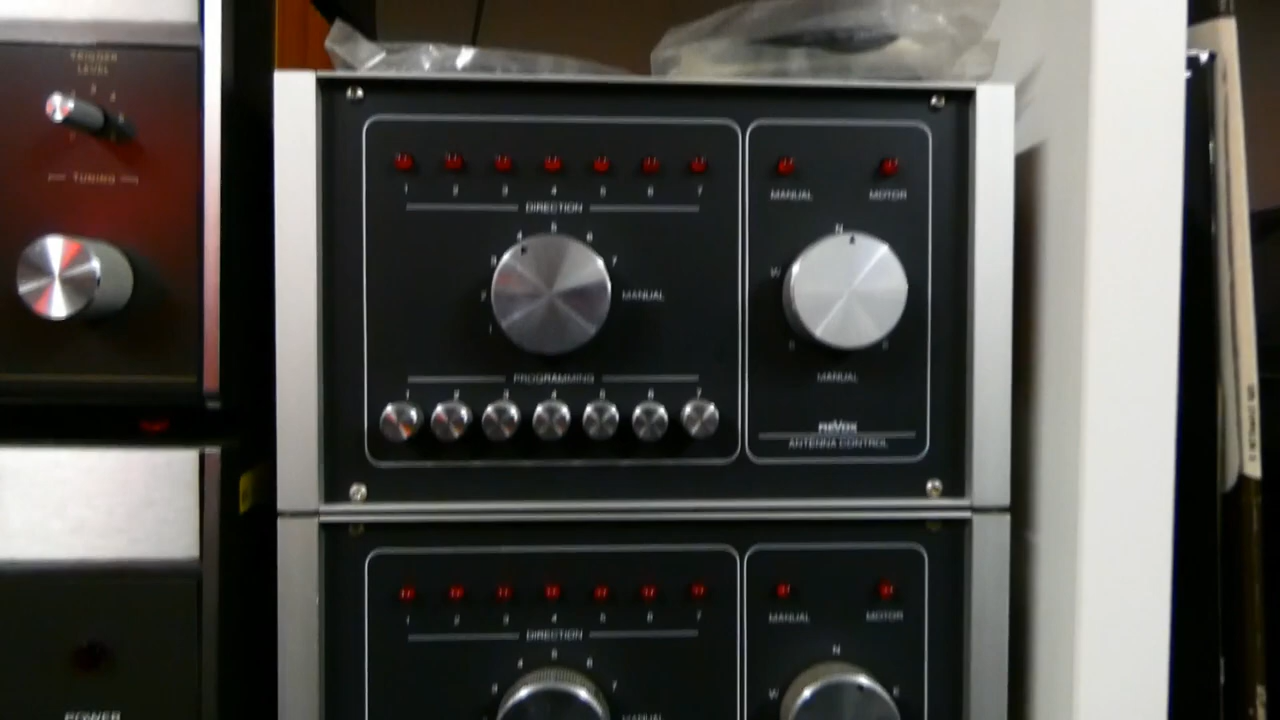 TRIGGER
LEVEL
TUNING
POWER
1 2 3 4 5 6 7
DIRECTION
1 2 3 4 5 6 7
MANUAL
PROGRAMMING
1 2 3 4 5 6 7
MANUAL MOTOR
N
W
MANUAL
REVOX
ANTENNA CONTROL
1 2 3 4 5 6 7
DIRECTION
3 4 5 6 7
MANUAL
MANUAL MOTOR
N
W E